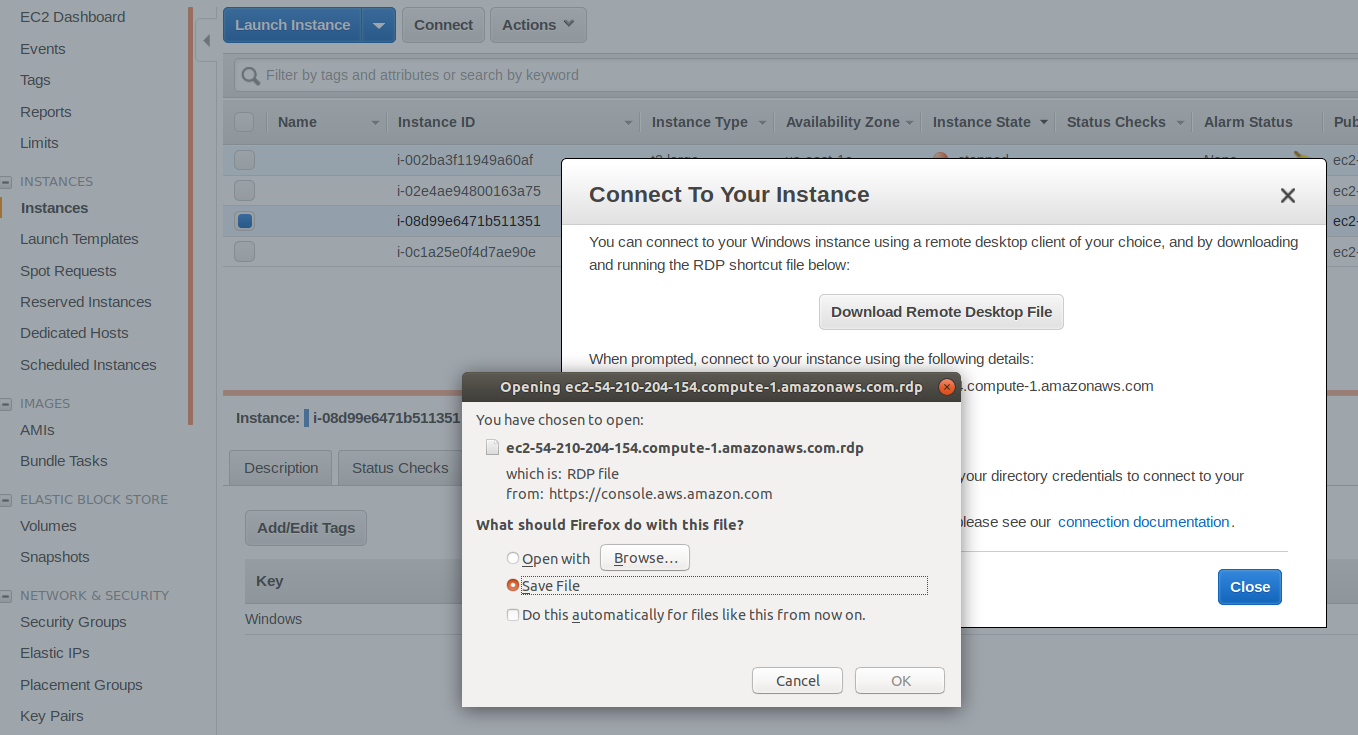 EC2 Dashboard
Events
Tags
Reports
Limits
INSTANCES
Instances
Launch Templates
Spot Requests
Reserved Instances
Dedicated Hosts
Scheduled Instances
IMAGES
AMIs
Bundle Tasks
ELASTIC BLOCK STORE
Volumes
Snapshots
NETWORK & SECURITY
Security Groups
Elastic IPs
Placement Groups
Key Pairs
Launch Instance Connect Actions
Filter by tags and attributes or search by keyword
Name Instance ID Instance Type Availability Zone Instance State Status Checks Alarm Status Pub
i-002ba3f11949a60af t2.large us-east-1a stopped None ec2-
i-02e4ae94800163a75 ec2-
i-08d99e6471b511351 ec2-
i-0c1a25e0f4d7ae90e ec2-
Connect To Your Instance
You can connect to your Windows instance using a remote desktop client of your choice, and by downloading
and running the RDP shortcut file below:
Download Remote Desktop File
When prompted, connect to your instance using the following details:
.compute-1.amazonaws.com
your directory credentials to connect to your
please see our connection documentation.
Close
Instance: i-08d99e6471b511351
Description Status Checks
Add/Edit Tags
Key
Windows
Opening ec2-54-210-204-154.compute-1.amazonaws.com.rdp
You have chosen to open:
ec2-54-210-204-154.compute-1.amazonaws.com.rdp
which is: RDP file
from: https://console.aws.amazon.com
What should Firefox do with this file?
Open with Browse...
Save File
Do this automatically for files like this from now on.
Cancel OK